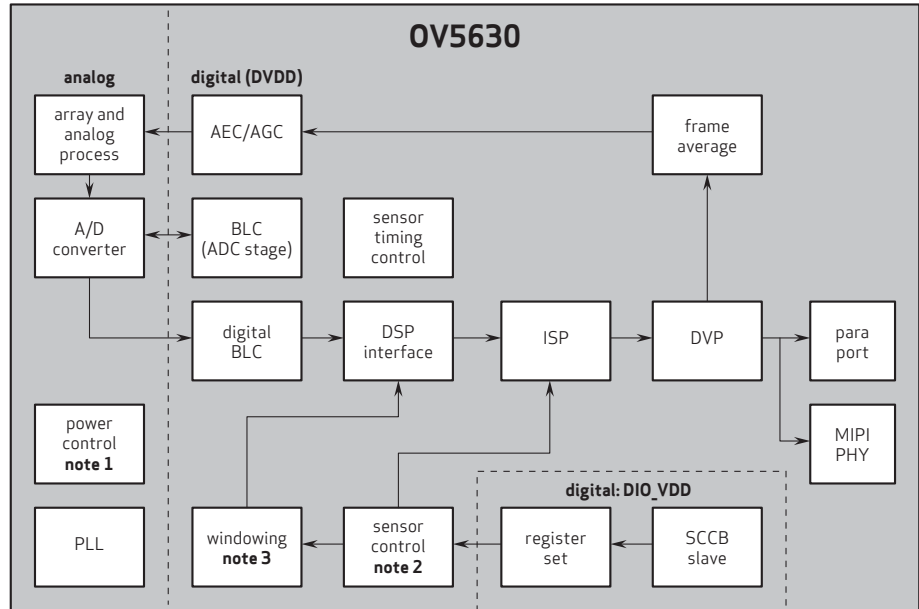 OV5630
analog
digital (DVDD)
array and
analog
process
AEC/AGC
frame
average
A/D
converter
BLC
(ADC stage)
sensor
timing
control
digital
BLC
DSP
interface
ISP
DVP
para
port
power
control
note 1
MIPI
PHY
digital: DIO_VDD
PLL
windowing
note 3
sensor
control
note 2
register
set
SCCB
slave